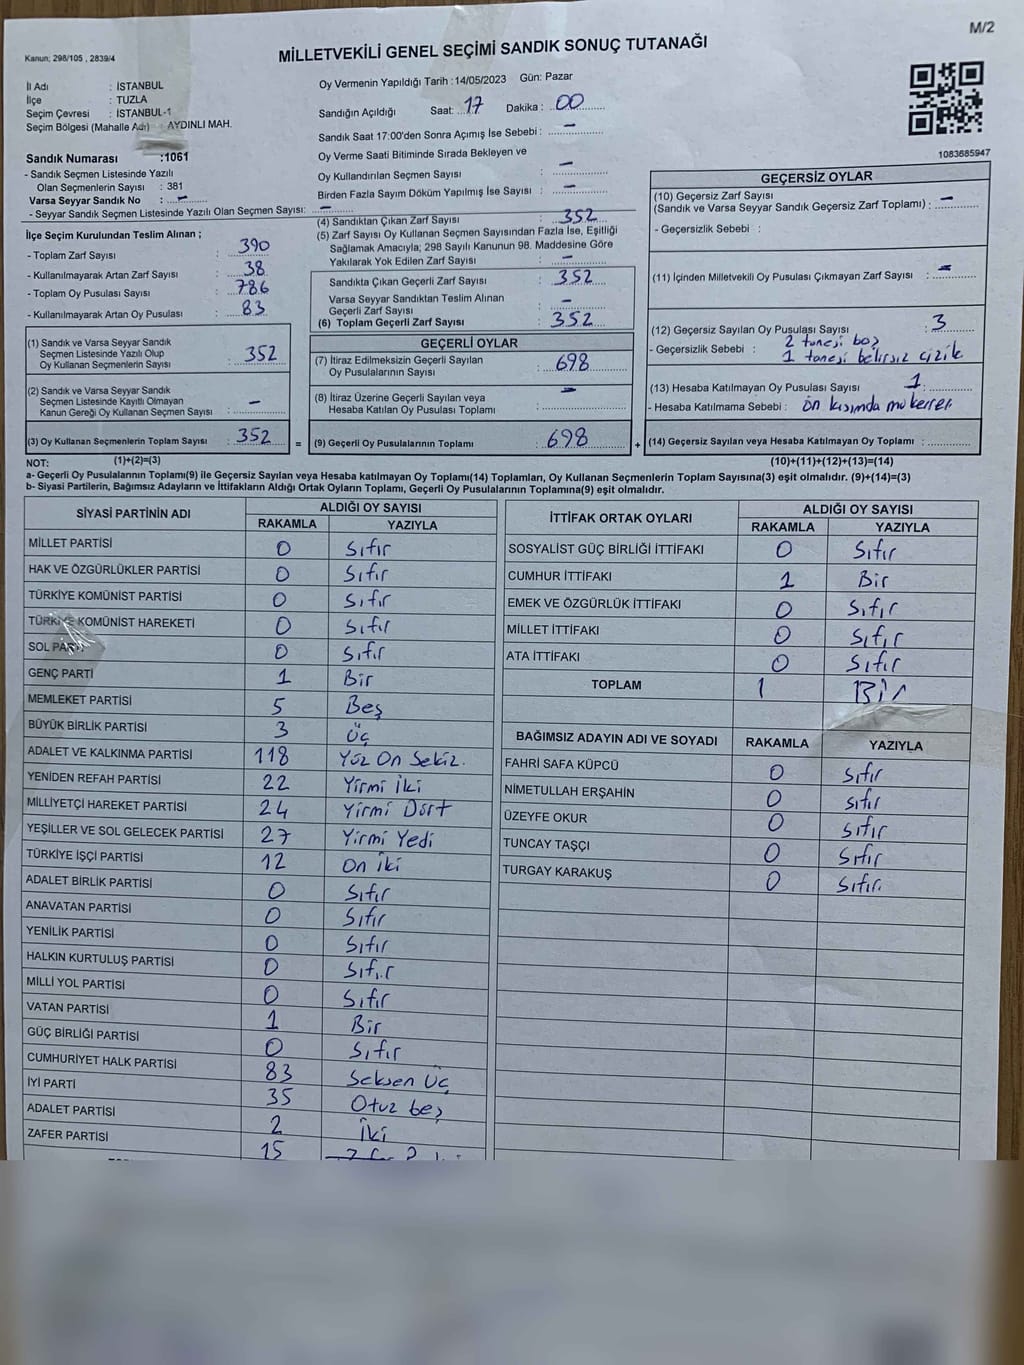 M/2
Kanun; 298/105 , 2839/4
MİLLETVEKİLİ GENEL SEÇİMİ SANDIK SONUÇ TUTANAĞI
İl Adı : İSTANBUL
İlçe : TUZLA
Seçim Çevresi : İSTANBUL-1
Seçim Bölgesi (Mahalle Adı) : AYDINLI MAH.
Sandık Numarası :1061
- Sandık Seçmen Listesinde Yazılı
Olan Seçmenlerin Sayısı : 381
Varsa Seyyar Sandık No : -
- Seyyar Sandık Seçmen Listesinde Yazılı Olan Seçmen Sayısı: -
İlçe Seçim Kurulundan Teslim Alınan ;
- Toplam Zarf Sayısı : 390
- Kullanılmayarak Artan Zarf Sayısı : 38
- Toplam Oy Pusulası Sayısı : 786
- Kullanılmayarak Artan Oy Pusulası : 83
(1) Sandık ve Varsa Seyyar Sandık
Seçmen Listesinde Yazılı Olup
Oy Kullanan Seçmenlerin Sayısı : 352
(2) Sandık ve Varsa Seyyar Sandık
Seçmen Listesinde Kayıtlı Olmayan
Kanun Gereği Oy Kullanan Seçmen Sayısı : -
(3) Oy Kullanan Seçmenlerin Toplam Sayısı : 352 =
Oy Vermenin Yapıldığı Tarih : 14/05/2023 Gün: Pazar
Sandığın Açıldığı Saat: 17 Dakika : 00
Sandık Saat 17:00'den Sonra Açımış İse Sebebi : -
Oy Verme Saati Bitiminde Sırada Bekleyen ve
Oy Kullandırılan Seçmen Sayısı : -
Birden Fazla Sayım Döküm Yapılmış İse Sayısı : -
(4) Sandıktan Çıkan Zarf Sayısı : 352
(5) Zarf Sayısı Oy Kullanan Seçmen Sayısından Fazla İse, Eşitliği
Sağlamak Amacıyla; 298 Sayılı Kanunun 98. Maddesine Göre
Yakılarak Yok Edilen Zarf Sayısı : -
Sandıkta Çıkan Geçerli Zarf Sayısı : 352
Varsa Seyyar Sandıktan Teslim Alınan
Geçerli Zarf Sayısı : -
(6) Toplam Geçerli Zarf Sayısı : 352
GEÇERLİ OYLAR
(7) İtiraz Edilmeksizin Geçerli Sayılan
Oy Pusulalarının Sayısı : 698
(8) İtiraz Üzerine Geçerli Sayılan veya
Hesaba Katılan Oy Pusulası Toplamı : -
(9) Geçerli Oy Pusulalarının Toplamı : 698 +
1083685947
GEÇERSİZ OYLAR
(10) Geçersiz Zarf Sayısı
(Sandık ve Varsa Seyyar Sandık Geçersiz Zarf Toplamı) : -
- Geçersizlik Sebebi :
(11) İçinden Milletvekili Oy Pusulası Çıkmayan Zarf Sayısı : -
(12) Geçersiz Sayılan Oy Pusulası Sayısı : 3
- Geçersizlik Sebebi : 2 tanesi boş
1 tanesi belirsiz çizik
(13) Hesaba Katılmayan Oy Pusulası Sayısı : 1
- Hesaba Katılmama Sebebi : ön kısımda mükerrer
(14) Geçersiz Sayılan veya Hesaba Katılmayan Oy Toplamı :
NOT: (1)+(2)=(3) (10)+(11)+(12)+(13)=(14)
a- Geçerli Oy Pusulalarının Toplamı(9) ile Geçersiz Sayılan veya Hesaba katılmayan Oy Toplamı(14) Toplamları, Oy Kullanan Seçmenlerin Toplam Sayısına(3) eşit olmalıdır. (9)+(14)=(3)
b- Siyasi Partilerin, Bağımsız Adayların ve İttifakların Aldığı Ortak Oyların Toplamı, Geçerli Oy Pusulalarının Toplamına(9) eşit olmalıdır.
SİYASİ PARTİNİN ADI ALDIĞI OY SAYISI
RAKAMLA YAZIYLA
MİLLET PARTİSİ 0 Sıfır
HAK VE ÖZGÜRLÜKLER PARTİSİ 0 Sıfır
TÜRKİYE KOMÜNİST PARTİSİ 0 Sıfır
TÜRKİYE KOMÜNİST HAREKETİ 0 Sıfır
SOL PARTİ 0 Sıfır
GENÇ PARTİ 1 Bir
MEMLEKET PARTİSİ 5 Beş
BÜYÜK BİRLİK PARTİSİ 3 Üç
ADALET VE KALKINMA PARTİSİ 118 Yüz On Sekiz.
YENİDEN REFAH PARTİSİ 22 Yirmi İki
MİLLİYETÇİ HAREKET PARTİSİ 24 Yirmi Dört
YEŞİLLER VE SOL GELECEK PARTİSİ 27 Yirmi Yedi
TÜRKİYE İŞÇİ PARTİSİ 12 On iki
ADALET BİRLİK PARTİSİ 0 Sıfır
ANAVATAN PARTİSİ 0 Sıfır
YENİLİK PARTİSİ 0 Sıfır
HALKIN KURTULUŞ PARTİSİ 0 Sıfır
MİLLİ YOL PARTİSİ 0 Sıfır
VATAN PARTİSİ 1 Bir
GÜÇ BİRLİĞİ PARTİSİ 0 Sıfır
CUMHURİYET HALK PARTİSİ 83 Seksen Üç
İYİ PARTİ 35 Otuz beş
ADALET PARTİSİ 2 İki
ZAFER PARTİSİ 15
İTTİFAK ORTAK OYLARI ALDIĞI OY SAYISI
RAKAMLA YAZIYLA
SOSYALİST GÜÇ BİRLİĞİ İTTİFAKI 0 Sıfır
CUMHUR İTTİFAKI 1 Bir
EMEK VE ÖZGÜRLÜK İTTİFAKI 0 Sıfır
MİLLET İTTİFAKI 0 Sıfır
ATA İTTİFAKI 0 Sıfır
TOPLAM 1 Bir
BAĞIMSIZ ADAYIN ADI VE SOYADI RAKAMLA YAZIYLA
FAHRİ SAFA KÜPCÜ 0 Sıfır
NİMETULLAH ERŞAHİN 0 Sıfır
ÜZEYFE OKUR 0 Sıfır
TUNCAY TAŞÇI 0 Sıfır
TURGAY KARAKUŞ 0 Sıfır.